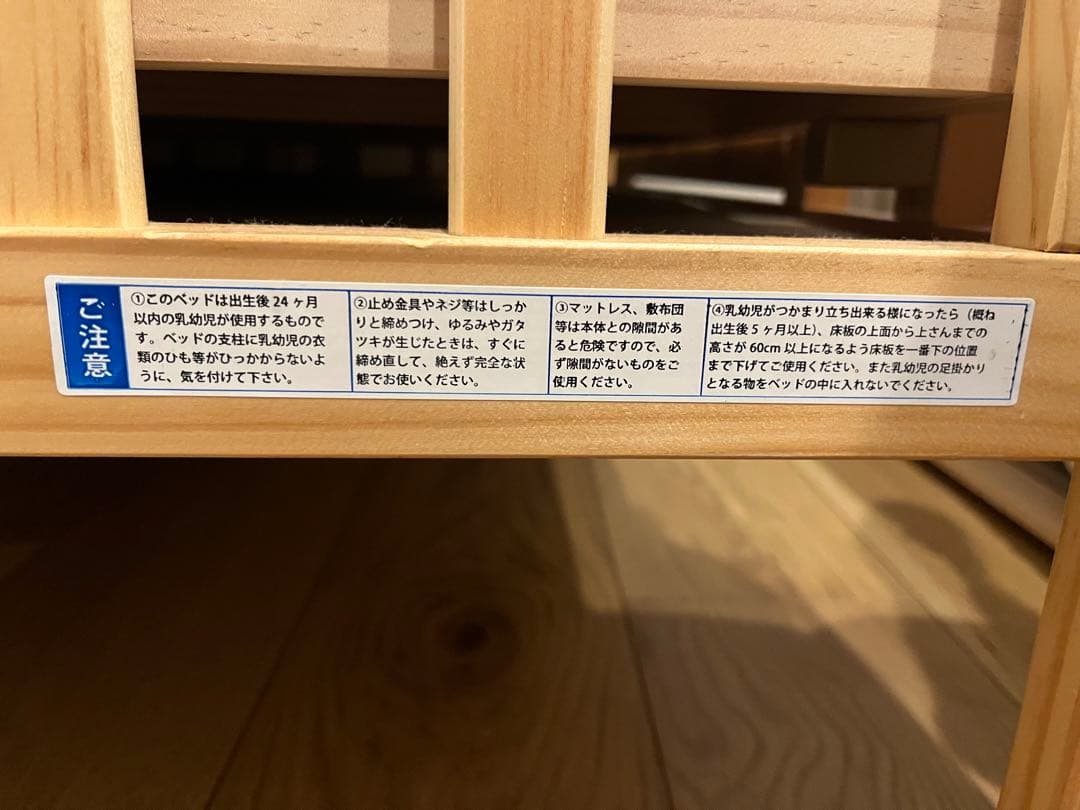 ご注意
①このベッドは出生後24ヶ月
以内の乳幼児が使用するもので
す。ベッドの支柱に乳幼児の衣
類のひも等がひっかからないよ
うに、気を付けて下さい。
②止め金具やネジ等はしっか
りと締めつけ、ゆるみやガタ
ツキが生じたときは、すぐに
締め直して、絶えず完全な状
態でお使いください。
③マットレス、敷布団
等は本体との隙間があ
ると危険ですので、必
ず隙間がないものをご
使用ください。
④乳幼児がつかまり立ち出来る様になったら（概ね
出生後5ヶ月以上）、床板の上面から上さんまでの
高さが60cm以上になるよう床板を一番下の位置
まで下げてご使用ください。また乳幼児の足掛かり
となる物をベッドの中に入れないでください。